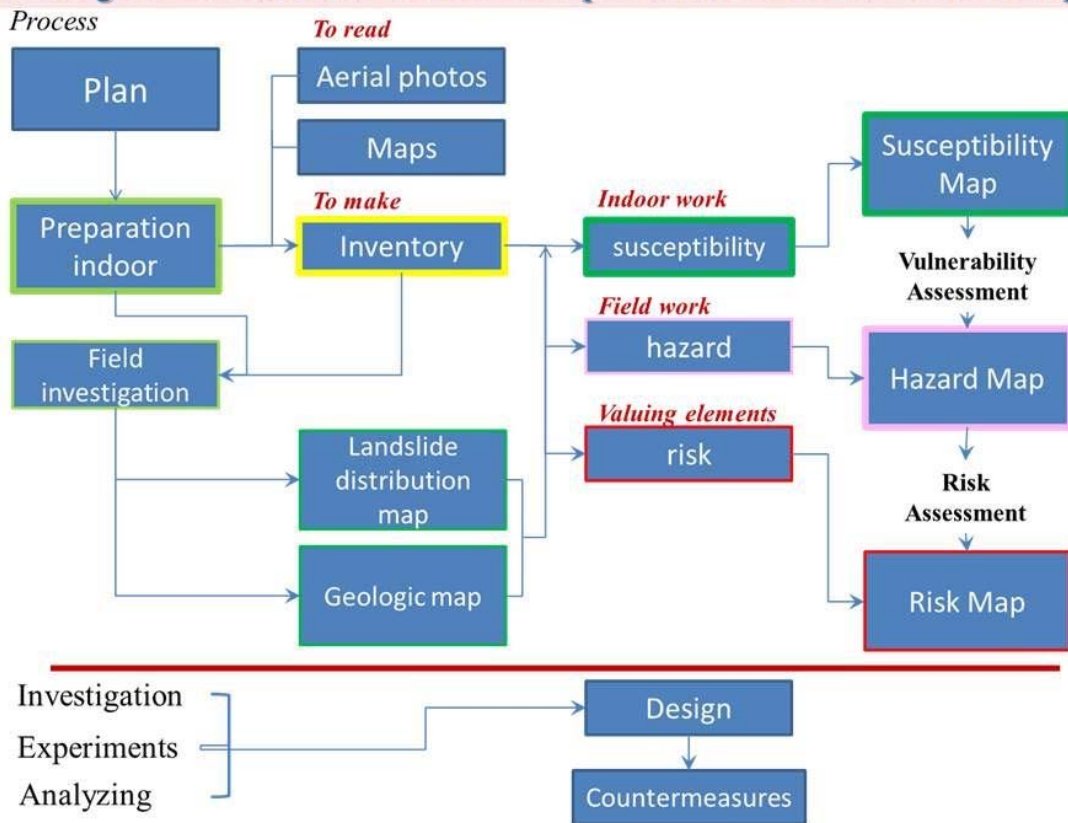 Process
Plan
To read
Aerial photos
Maps
Preparation
indoor
To make
Inventory
Field
investigation
Landslide
distribution
map
Geologic map
Indoor work
susceptibility
Field work
hazard
Valuing elements
risk
Susceptibility
Map
Vulnerability
Assessment
Hazard Map
Risk
Assessment
Risk Map
Investigation
Experiments
Analyzing
Design
Countermeasures